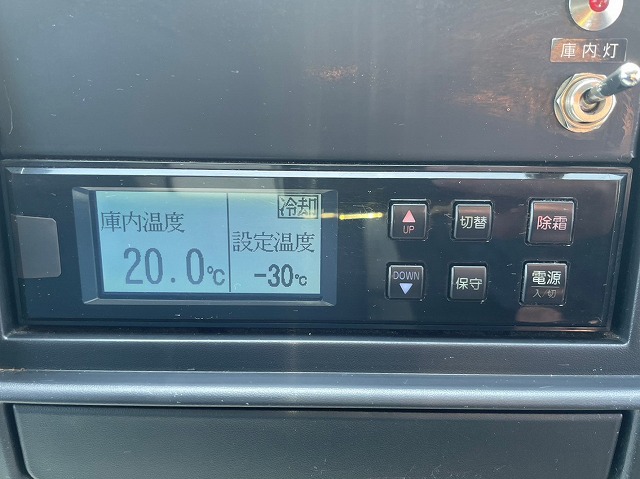 庫内灯
庫内温度
20.0℃
冷却
設定温度
-30℃
UP
切替
除霜
DOWN
保守
電源
入/切